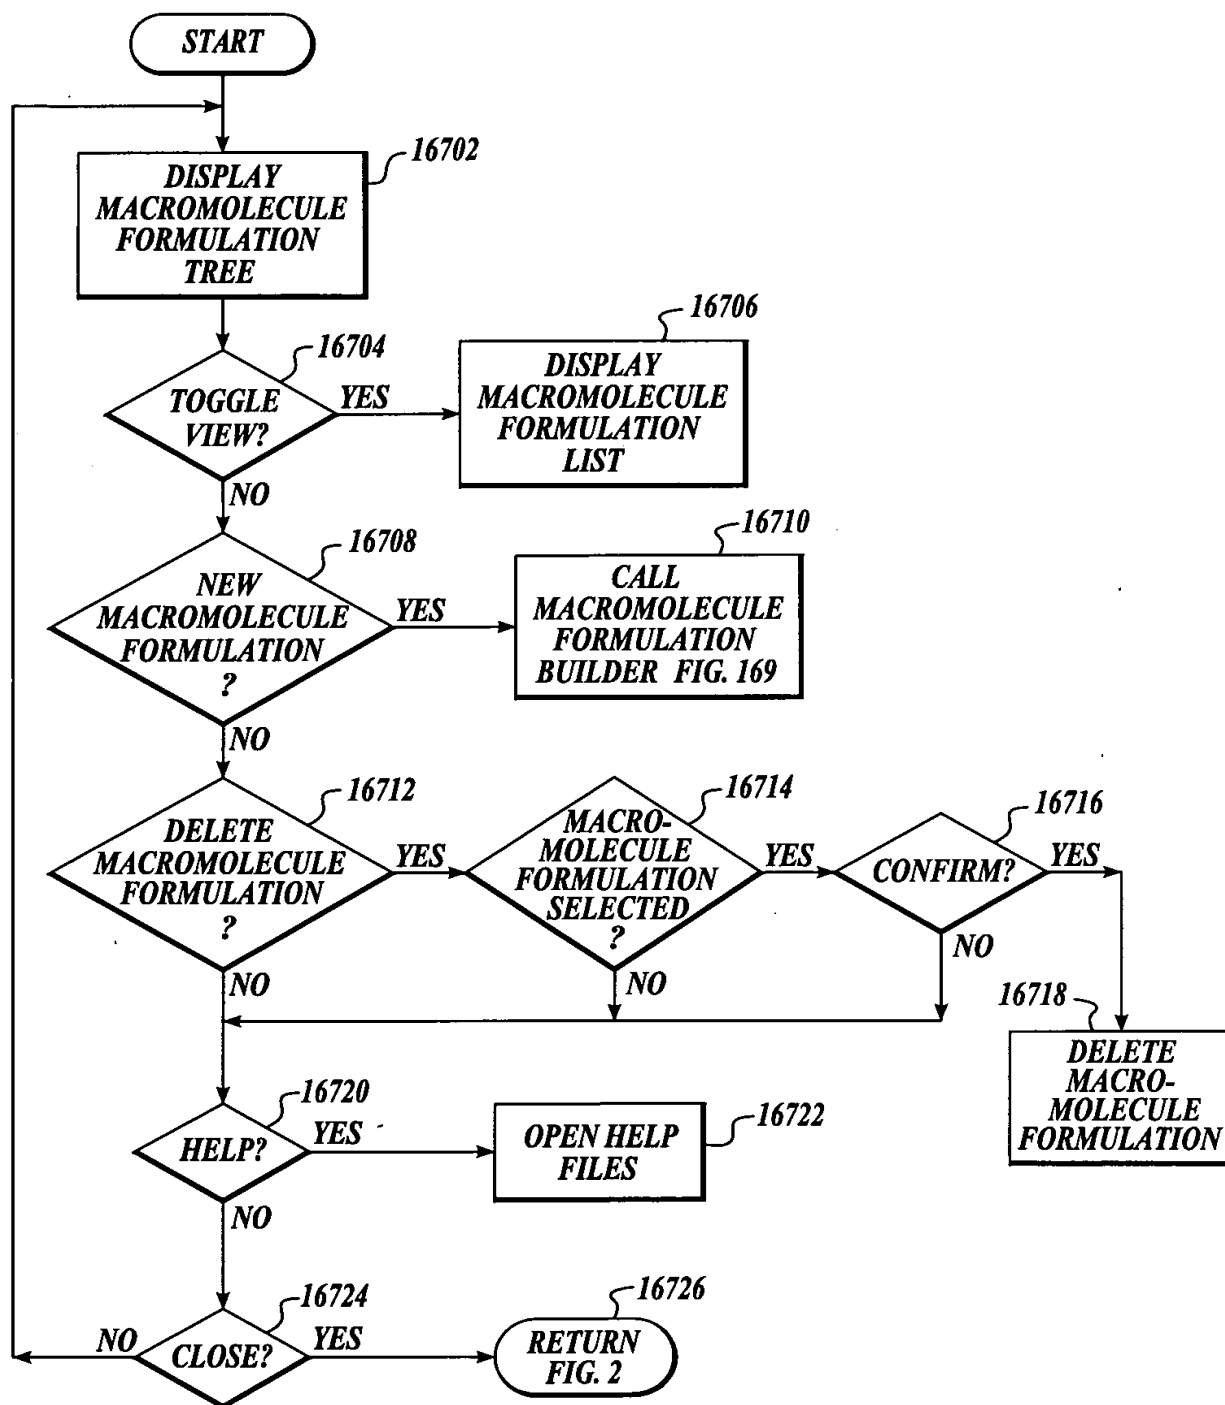 START
16702
DISPLAY
MACROMOLECULE
FORMULATION
TREE
16704
TOGGLE
VIEW?
YES
NO
16706
DISPLAY
MACROMOLECULE
FORMULATION
LIST
16708
NEW
MACROMOLECULE
FORMULATION
?
YES
NO
16710
CALL
MACROMOLECULE
FORMULATION
BUILDER FIG. 169
16712
DELETE
MACROMOLECULE
FORMULATION
?
YES
NO
16714
MACRO-
MOLECULE
FORMULATION
SELECTED
?
YES
NO
16716
CONFIRM?
YES
NO
16718
DELETE
MACRO-
MOLECULE
FORMULATION
16720
HELP?
YES
NO
16722
OPEN HELP
FILES
16724
CLOSE?
NO
YES
16726
RETURN
FIG. 2